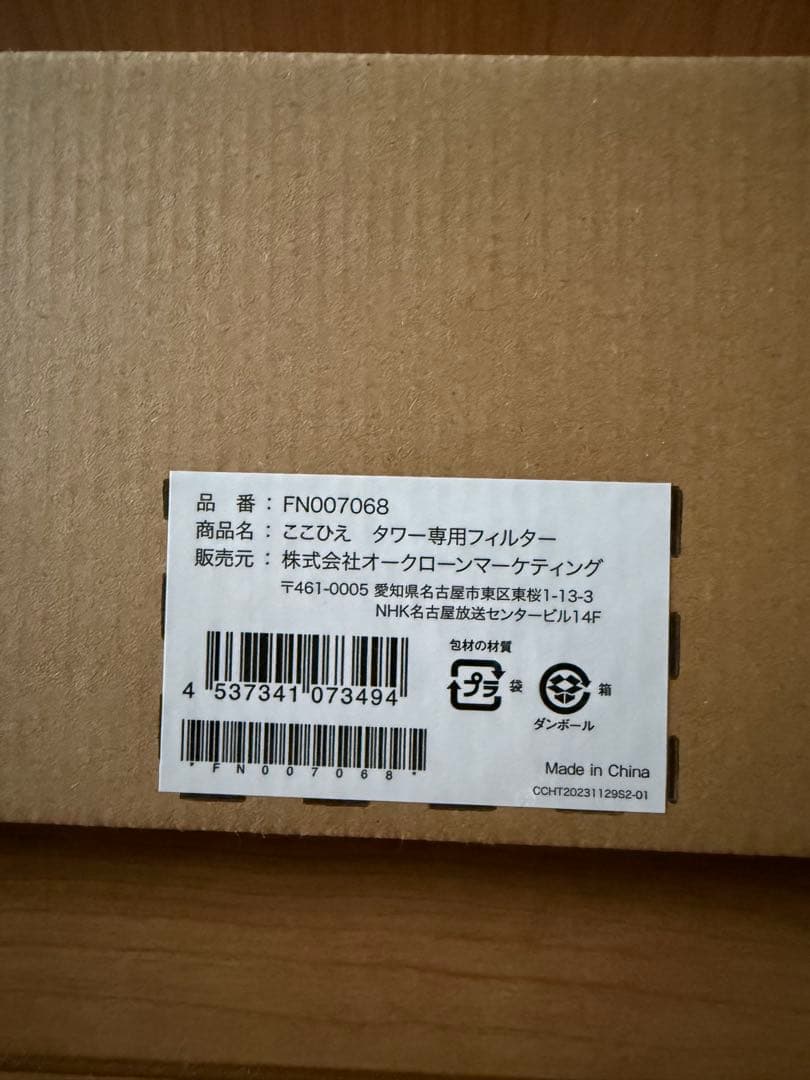 品　番：FN007068
商品名：ここひえ　タワー専用フィルター
販売元：株式会社オークローンマーケティング
〒461-0005 愛知県名古屋市東区東桜1-13-3
NHK名古屋放送センタービル14F
包材の材質
プラ 袋
箱
ダンボール
4 537341 073494
*FN007068*
Made in China
CCHT20231129S2-01